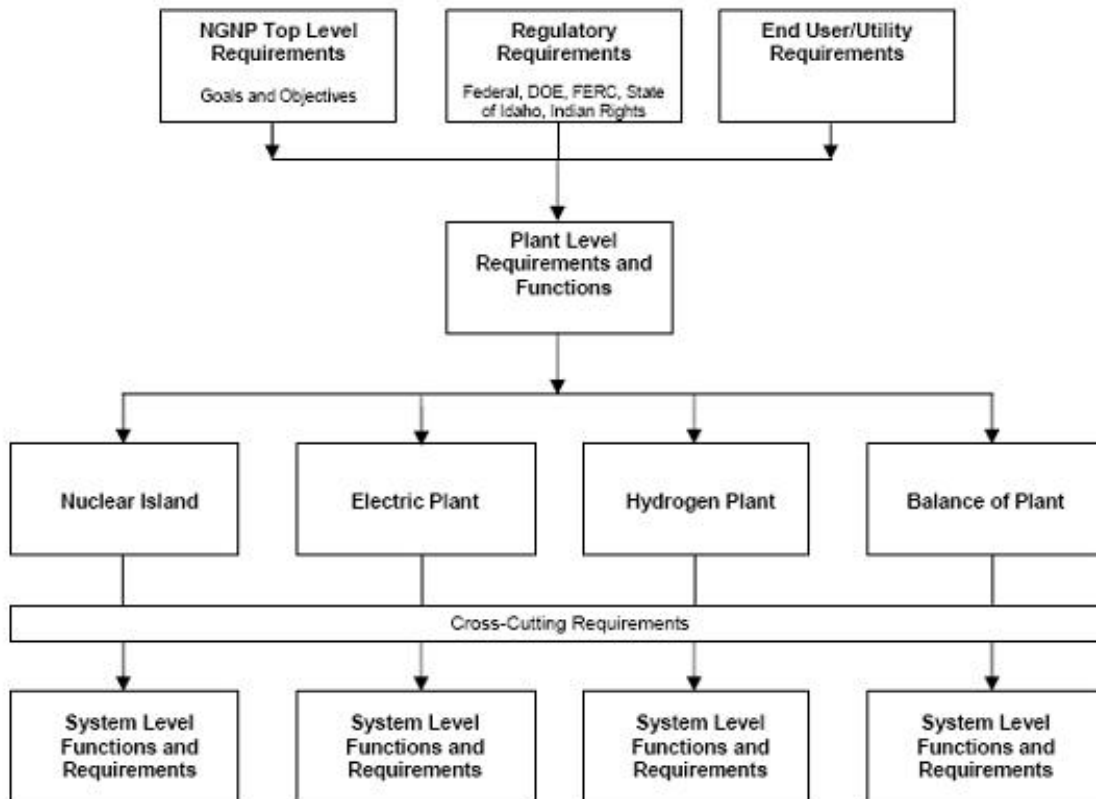 NGNP Top Level
Requirements
Goals and Objectives
Regulatory
Requirements
Federal, DOE, FERC, State
of Idaho, Indian Rights
End User/Utility
Requirements
Plant Level
Requirements and
Functions
Nuclear Island
Electric Plant
Hydrogen Plant
Balance of Plant
Cross-Cutting Requirements
System Level
Functions and
Requirements
System Level
Functions and
Requirements
System Level
Functions and
Requirements
System Level
Functions and
Requirements